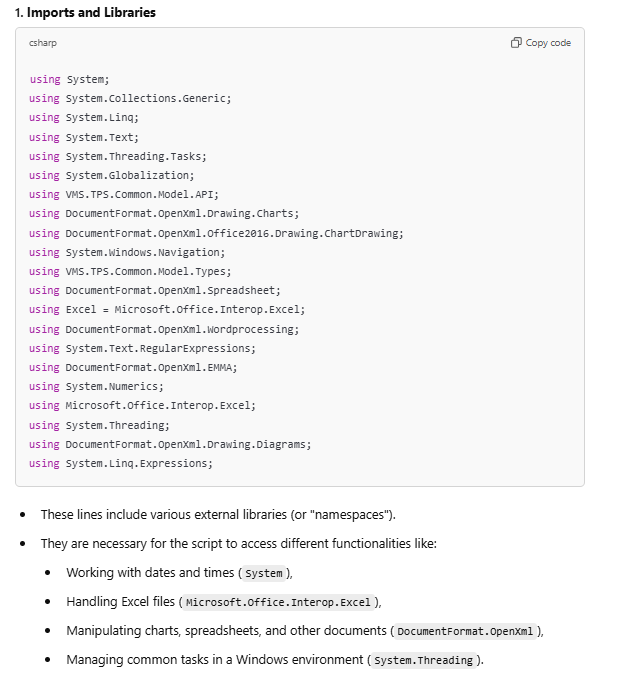 1. Imports and Libraries
csharp
Copy code
using System;
using System.Collections.Generic;
using System.Linq;
using System.Text;
using System.Threading.Tasks;
using System.Globalization;
using VMS.TPS.Common.Model.API;
using DocumentFormat.OpenXml.Drawing.Charts;
using DocumentFormat.OpenXml.Office2016.Drawing.ChartDrawing;
using System.Windows.Navigation;
using VMS.TPS.Common.Model.Types;
using DocumentFormat.OpenXml.Spreadsheet;
using Excel = Microsoft.Office.Interop.Excel;
using DocumentFormat.OpenXml.Wordprocessing;
using System.Text.RegularExpressions;
using DocumentFormat.OpenXml.EMMA;
using System.Numerics;
using Microsoft.Office.Interop.Excel;
using System.Threading;
using DocumentFormat.OpenXml.Drawing.Diagrams;
using System.Linq.Expressions;
• These lines include various external libraries (or "namespaces").
• They are necessary for the script to access different functionalities like:
• Working with dates and times ( System ),
• Handling Excel files ( Microsoft.Office.Interop.Excel ),
• Manipulating charts, spreadsheets, and other documents ( DocumentFormat.OpenXml ),
• Managing common tasks in a Windows environment ( System.Threading ).